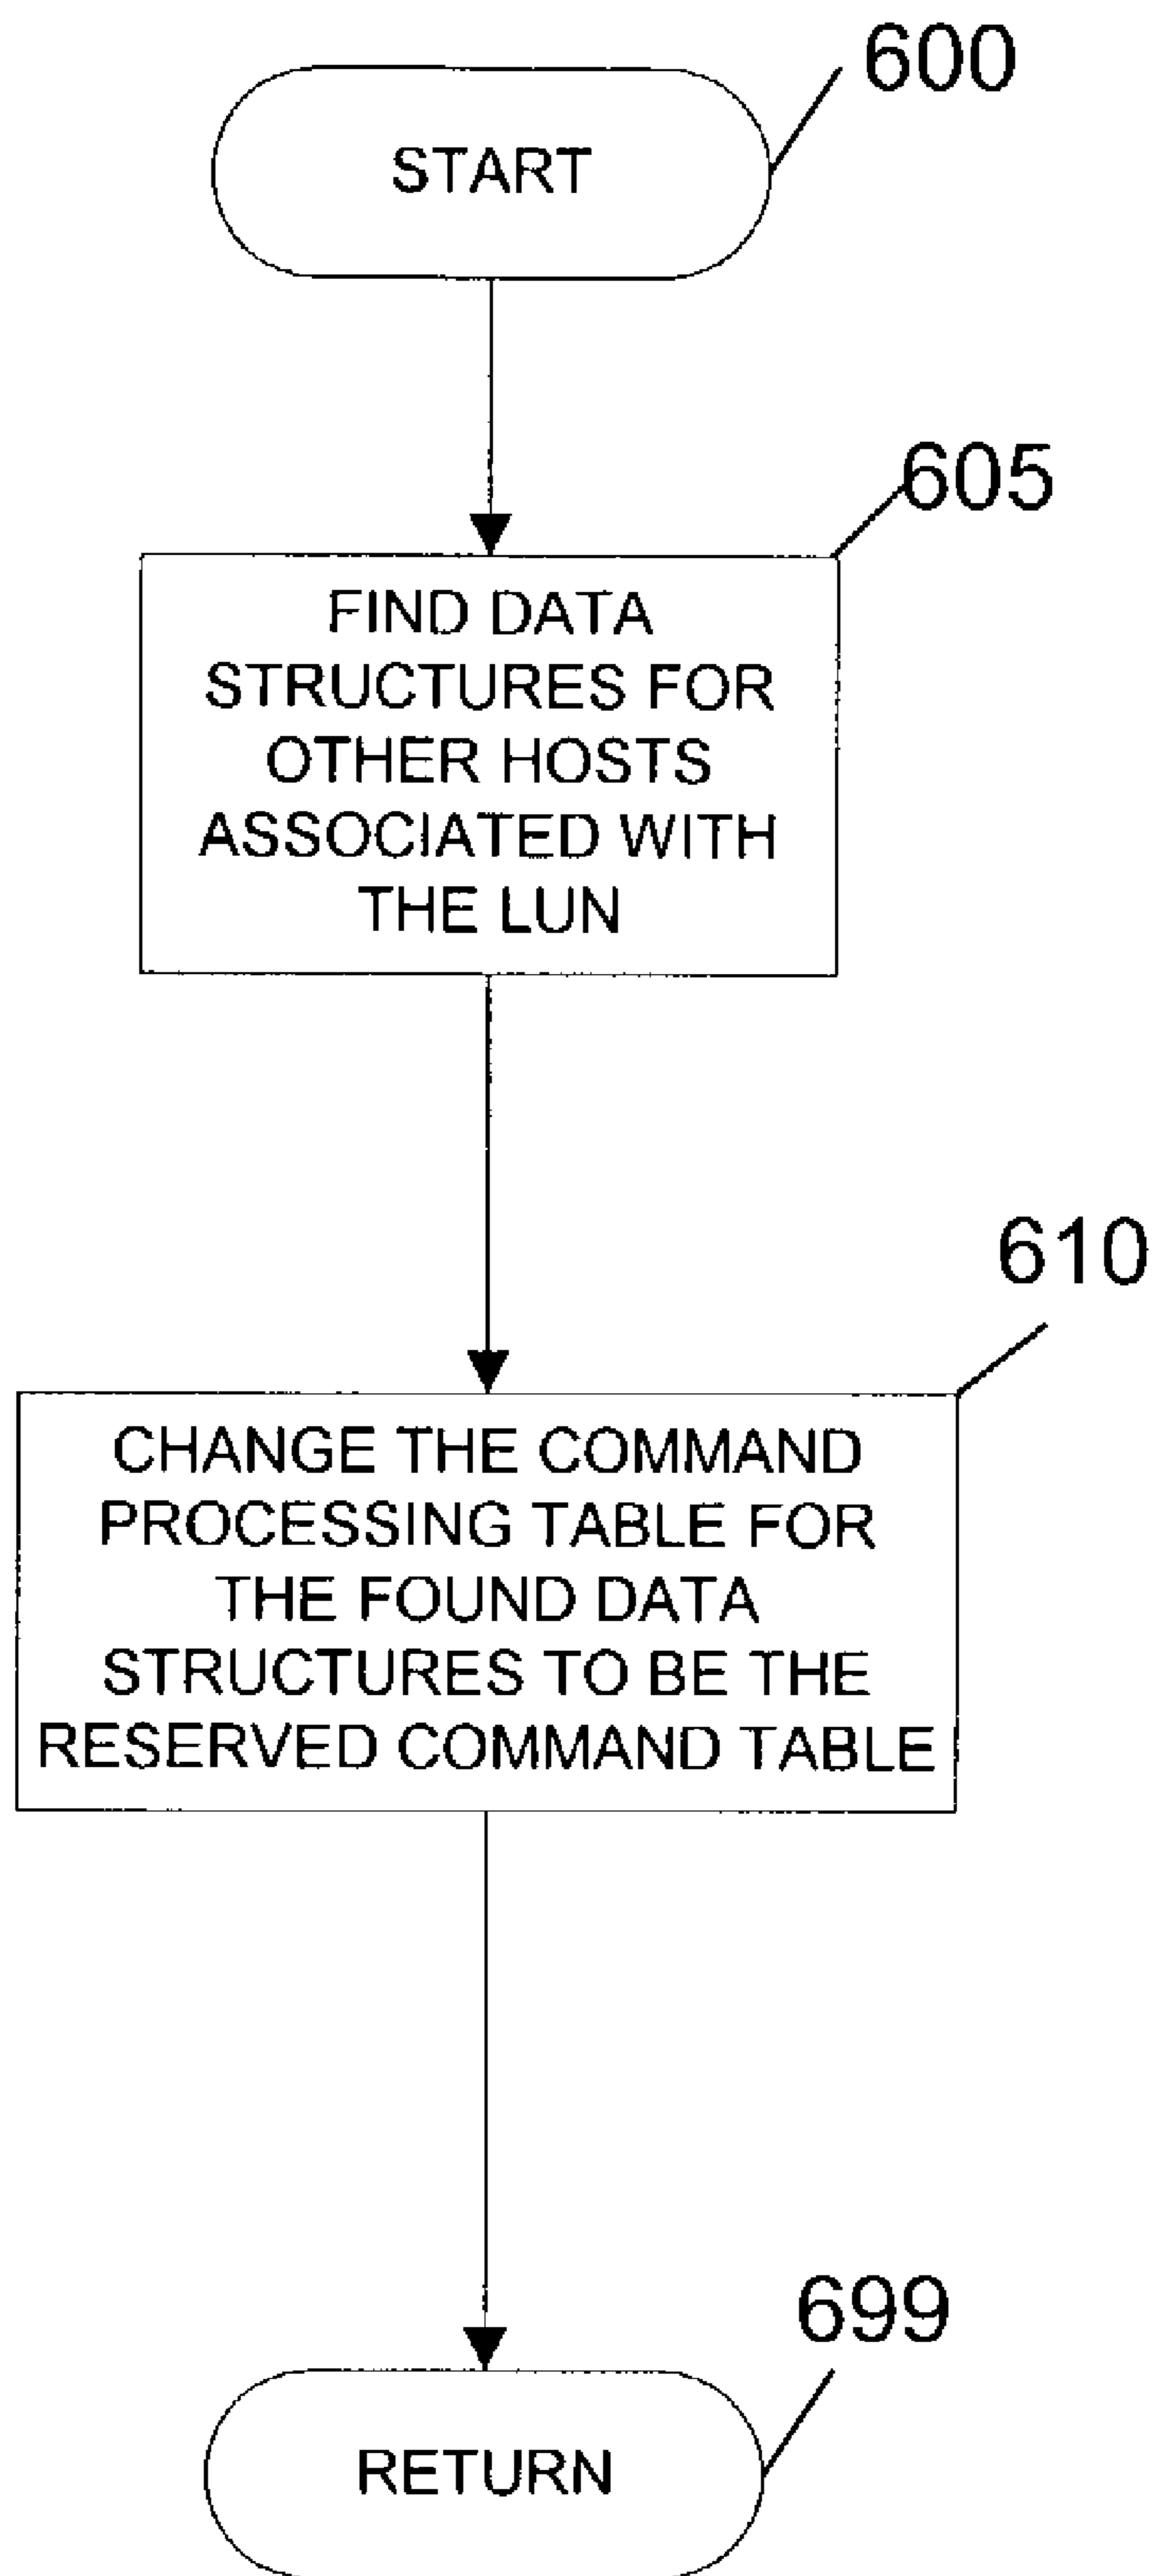 600
START
605
FIND DATA
STRUCTURES FOR
OTHER HOSTS
ASSOCIATED WITH
THE LUN
610
CHANGE THE COMMAND
PROCESSING TABLE FOR
THE FOUND DATA
STRUCTURES TO BE THE
RESERVED COMMAND TABLE
699
RETURN